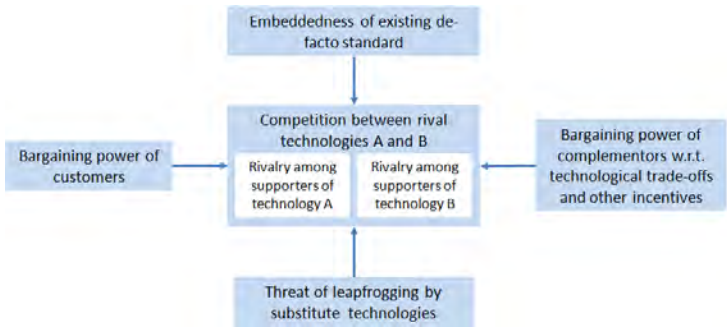 Embeddedness of existing de-
facto standard
Competition between rival
technologies A and B
Bargaining power of
customers
Rivalry among
supporters of
technology A
Rivalry among
supporters of
technology B
Bargaining power of
complementors w.r.t.
technological trade-offs
and other incentives
Threat of leapfrogging by
substitute technologies